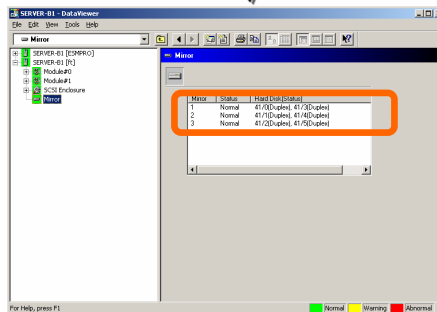 SERVER-B1 - DataViewer
File Edit View Tools Help
Mirror
SERVER-B1 [ESMPRO]
SERVER-B1 [ft]
Module#0
Module#1
SCSI Enclosure
Mirror
Mirror
Mirror Status Hard Disk(Status)
1 Normal 41/0(Duplex), 41/3(Duplex)
2 Normal 41/1(Duplex), 41/4(Duplex)
3 Normal 41/2(Duplex), 41/5(Duplex)
For Help, press F1
Normal Warning Abnormal